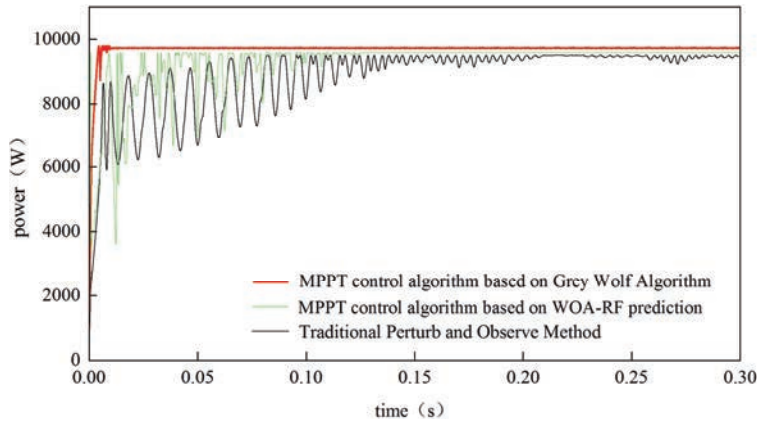 10000
8000
6000
4000
2000
0
power（W）
MPPT control algorithm based on Grey Wolf Algorithm
MPPT control algorithm based on WOA-RF prediction
Traditional Perturb and Observe Method
0.00 0.05 0.10 0.15 0.20 0.25 0.30
time（s）